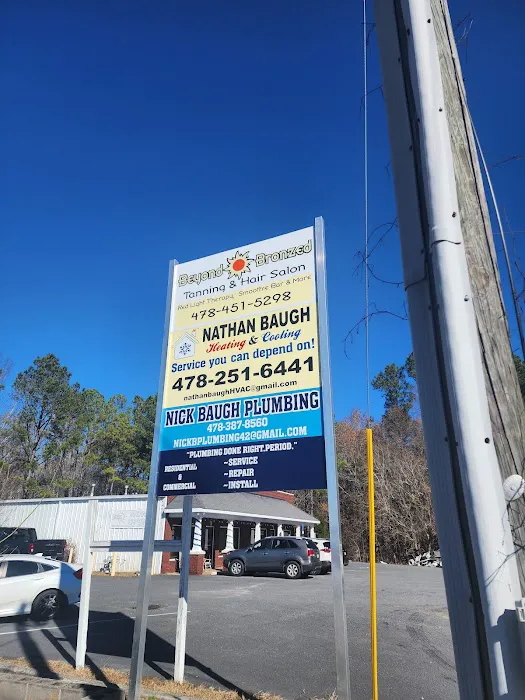 Beyond Bronzed
Tanning & Hair Salon
Red Light Therapy, Smoothie Bar & More
478-451-5298
NATHAN BAUGH
Heating & Cooling
Service you can depend on!
478-251-6441
nathanbaughHVAC@gmail.com
NICK BAUGH PLUMBING
478-387-8560
NICKBPLUMBING42@GMAIL.COM
"PLUMBING DONE RIGHT.PERIOD."
RESIDENTIAL
&
COMMERCIAL
~SERVICE
~REPAIR
~INSTALL